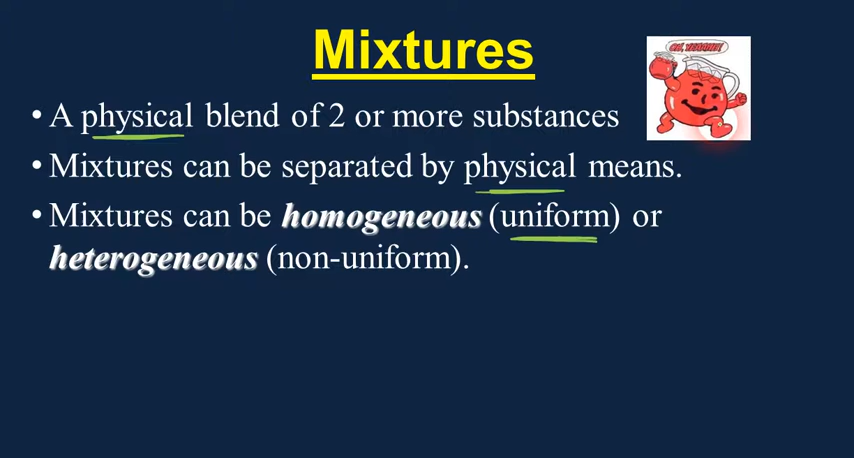 Mixtures
• A physical blend of 2 or more substances
• Mixtures can be separated by physical means.
• Mixtures can be homogeneous (uniform) or
heterogeneous (non-uniform).